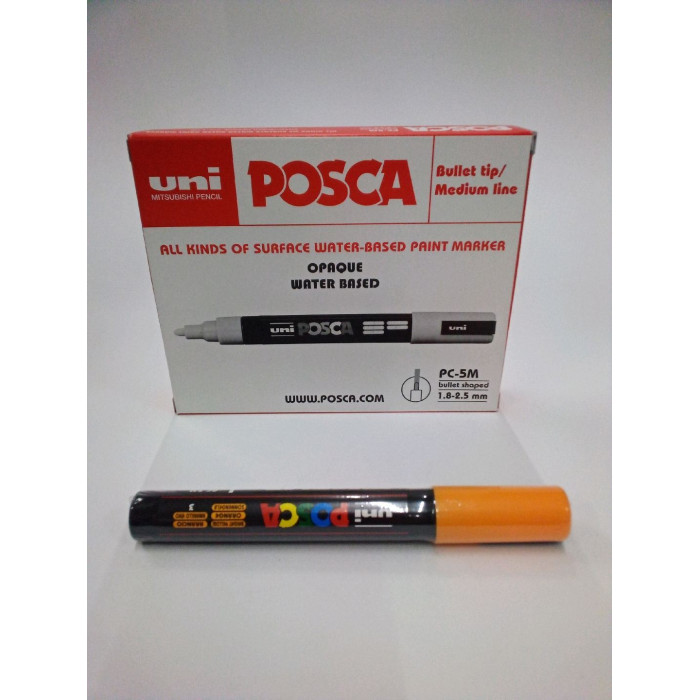 POSCA
uni
MITSUBISHI PENCIL
POSCA
Bullet tip/
Medium line
ALL KINDS OF SURFACE WATER-BASED PAINT MARKER
OPAQUE
WATER BASED
uni POSCA
uni
PC-5M
bullet shaped
1.8-2.5 mm
WWW.POSCA.COM
uni POSCA